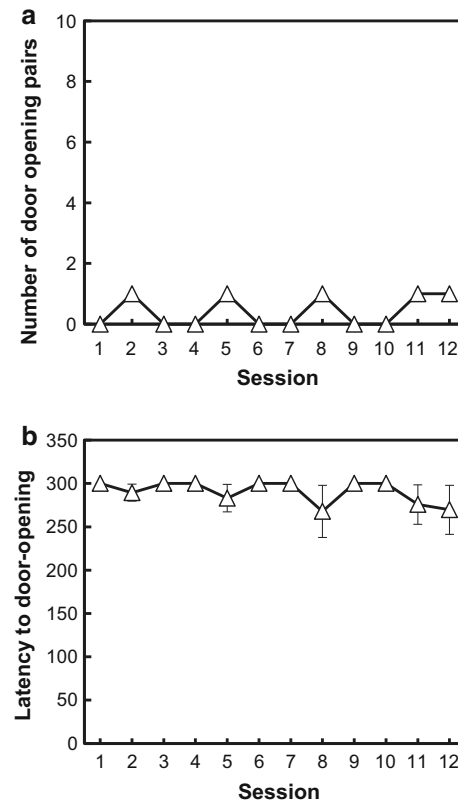 a
10
8
6
4
2
0
Number of door opening pairs
1 2 3 4 5 6 7 8 9 10 11 12
Session
b
350
300
250
200
150
100
50
0
Latency to door-opening
1 2 3 4 5 6 7 8 9 10 11 12
Session